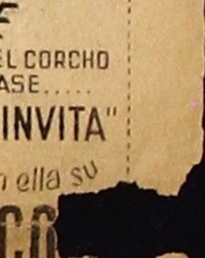 EL CORCHO
ASE.....
INVITA"
ella su